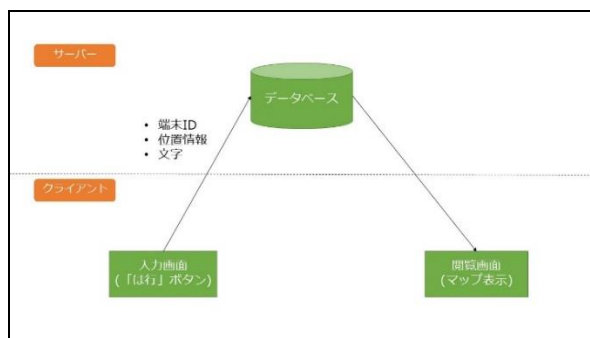 サーバー
データベース
• 端末ID
• 位置情報
• 文字
クライアント
入力画面
(「は行」ボタン)
閲覧画面
(マップ表示)